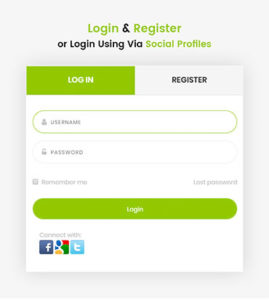 Login & Register
or Login Using Via Social Profiles
LOG IN
REGISTER
USERNAME
PASSWORD
Remember me
Lost password
Login
Connect with: